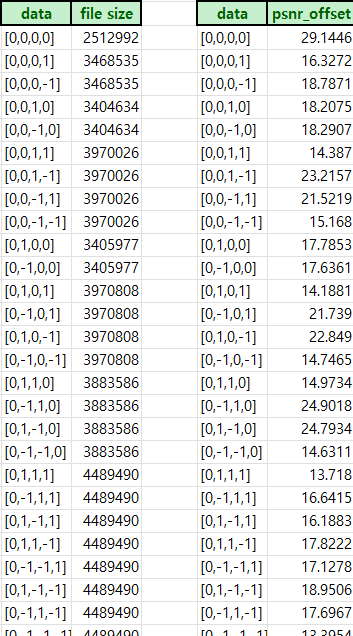 data file size data psnr_offset
[0,0,0,0] 2512992 [0,0,0,0] 29.1446
[0,0,0,1] 3468535 [0,0,0,1] 16.3272
[0,0,0,-1] 3468535 [0,0,0,-1] 18.7871
[0,0,1,0] 3404634 [0,0,1,0] 18.2075
[0,0,-1,0] 3404634 [0,0,-1,0] 18.2907
[0,0,1,1] 3970026 [0,0,1,1] 14.387
[0,0,1,-1] 3970026 [0,0,1,-1] 23.2157
[0,0,-1,1] 3970026 [0,0,-1,1] 21.5219
[0,0,-1,-1] 3970026 [0,0,-1,-1] 15.168
[0,1,0,0] 3405977 [0,1,0,0] 17.7853
[0,-1,0,0] 3405977 [0,-1,0,0] 17.6361
[0,1,0,1] 3970808 [0,1,0,1] 14.1881
[0,-1,0,1] 3970808 [0,-1,0,1] 21.739
[0,1,0,-1] 3970808 [0,1,0,-1] 22.849
[0,-1,0,-1] 3970808 [0,-1,0,-1] 14.7465
[0,1,1,0] 3883586 [0,1,1,0] 14.9734
[0,-1,1,0] 3883586 [0,-1,1,0] 24.9018
[0,1,-1,0] 3883586 [0,1,-1,0] 24.7934
[0,-1,-1,0] 3883586 [0,-1,-1,0] 14.6311
[0,1,1,1] 4489490 [0,1,1,1] 13.718
[0,-1,1,1] 4489490 [0,-1,1,1] 16.6415
[0,1,-1,1] 4489490 [0,1,-1,1] 16.1883
[0,1,1,-1] 4489490 [0,1,1,-1] 17.8222
[0,-1,-1,1] 4489490 [0,-1,-1,1] 17.1278
[0,1,-1,-1] 4489490 [0,1,-1,-1] 18.9506
[0,-1,1,-1] 4489490 [0,-1,1,-1] 17.6967